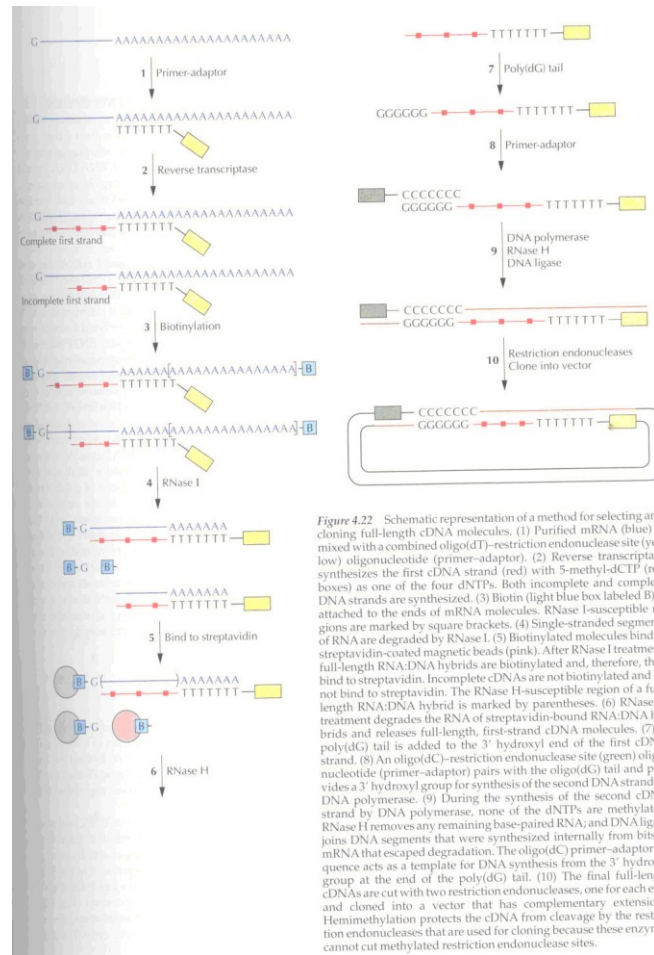 G AAAAAAAAAAAAAAAAAAAA
1 Primer-adaptor
G AAAAAAAAAAAAAAAAAAAA
TTTTTTT
2 Reverse transcriptase
G AAAAAAAAAAAAAAAAAAAA
TTTTTTT
Complete first strand
G AAAAAAAAAAAAAAAAAAAA
TTTTTTT
Incomplete first strand
3 Biotinylation
B-G AAAAAA[AAAAAAAAAAAAAA]-B
TTTTTTT
B-G[ ] AAAAAA[AAAAAAAAAAAAAA]-B
TTTTTTT
4 RNase I
B-G AAAAAAA
TTTTTTT
B-G B-
AAAAAAA
TTTTTTT
5 Bind to streptavidin
B-G( )AAAAAAA
TTTTTTT
B-G B-
6 RNase H
TTTTTTT
7 Poly(dG) tail
GGGGGG TTTTTTT
8 Primer-adaptor
CCCCCCC
GGGGGG TTTTTTT
DNA polymerase
9 RNase H
DNA ligase
CCCCCCC
GGGGGG TTTTTTT
10 Restriction endonucleases
Clone into vector
CCCCCCC
GGGGGG TTTTTTT
Figure 4.22 Schematic representation of a method for selecting an
cloning full-length cDNA molecules. (1) Purified mRNA (blue)
mixed with a combined oligo(dT)–restriction endonuclease site (ye
low) oligonucleotide (primer-adaptor). (2) Reverse transcripta
synthesizes the first cDNA strand (red) with 5-methyl-dCTP (re
boxes) as one of the four dNTPs. Both incomplete and comple
DNA strands are synthesized. (3) Biotin (light blue box labeled B)
attached to the ends of mRNA molecules. RNase I-susceptible r
gions are marked by square brackets. (4) Single-stranded segmen
of RNA are degraded by RNase I. (5) Biotinylated molecules bind
streptavidin-coated magnetic beads (pink). After RNase I treatme
full-length RNA:DNA hybrids are biotinylated and, therefore, th
bind to streptavidin. Incomplete cDNAs are not biotinylated and
not bind to streptavidin. The RNase H-susceptible region of a fu
length RNA:DNA hybrid is marked by parentheses. (6) RNase
treatment degrades the RNA of streptavidin-bound RNA:DNA h
brids and releases full-length, first-strand cDNA molecules. (7)
poly(dG) tail is added to the 3' hydroxyl end of the first cDN
strand. (8) An oligo(dC)–restriction endonuclease site (green) olig
nucleotide (primer-adaptor) pairs with the oligo(dG) tail and p
vides a 3' hydroxyl group for synthesis of the second DNA strand
DNA polymerase. (9) During the synthesis of the second cDN
strand by DNA polymerase, none of the dNTPs are methylat
RNase H removes any remaining base-paired RNA; and DNA liga
joins DNA segments that were synthesized internally from bits
mRNA that escaped degradation. The oligo(dC) primer-adaptor
quence acts as a template for DNA synthesis from the 3' hydro
group at the end of the poly(dG) tail. (10) The final full-len
cDNAs are cut with two restriction endonucleases, one for each e
and cloned into a vector that has complementary extensio
Hemimethylation protects the cDNA from cleavage by the rest
tion endonucleases that are used for cloning because these enzym
cannot cut methylated restriction endonuclease sites.